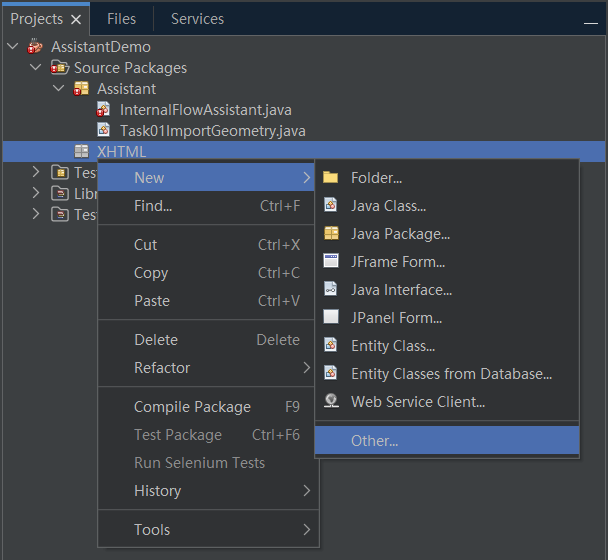 Projects Files Services
AssistantDemo
Source Packages
Assistant
InternalFlowAssistant.java
Task01ImportGeometry.java
XHTML
Tes
Libr
Tes
New
Find... Ctrl+F
Cut Ctrl+X
Copy Ctrl+C
Paste Ctrl+V
Delete Delete
Refactor
Compile Package F9
Test Package Ctrl+F6
Run Selenium Tests
History
Tools
Folder...
Java Class...
Java Package...
JFrame Form...
Java Interface...
JPanel Form...
Entity Class...
Entity Classes from Database...
Web Service Client...
Other...